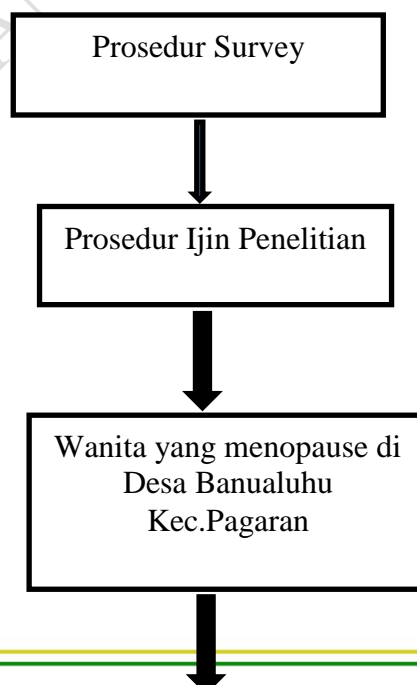 Prosedur Survey
Prosedur Ijin Penelitian
Wanita yang menopause di
Desa Banualuhu
Kec.Pagaran